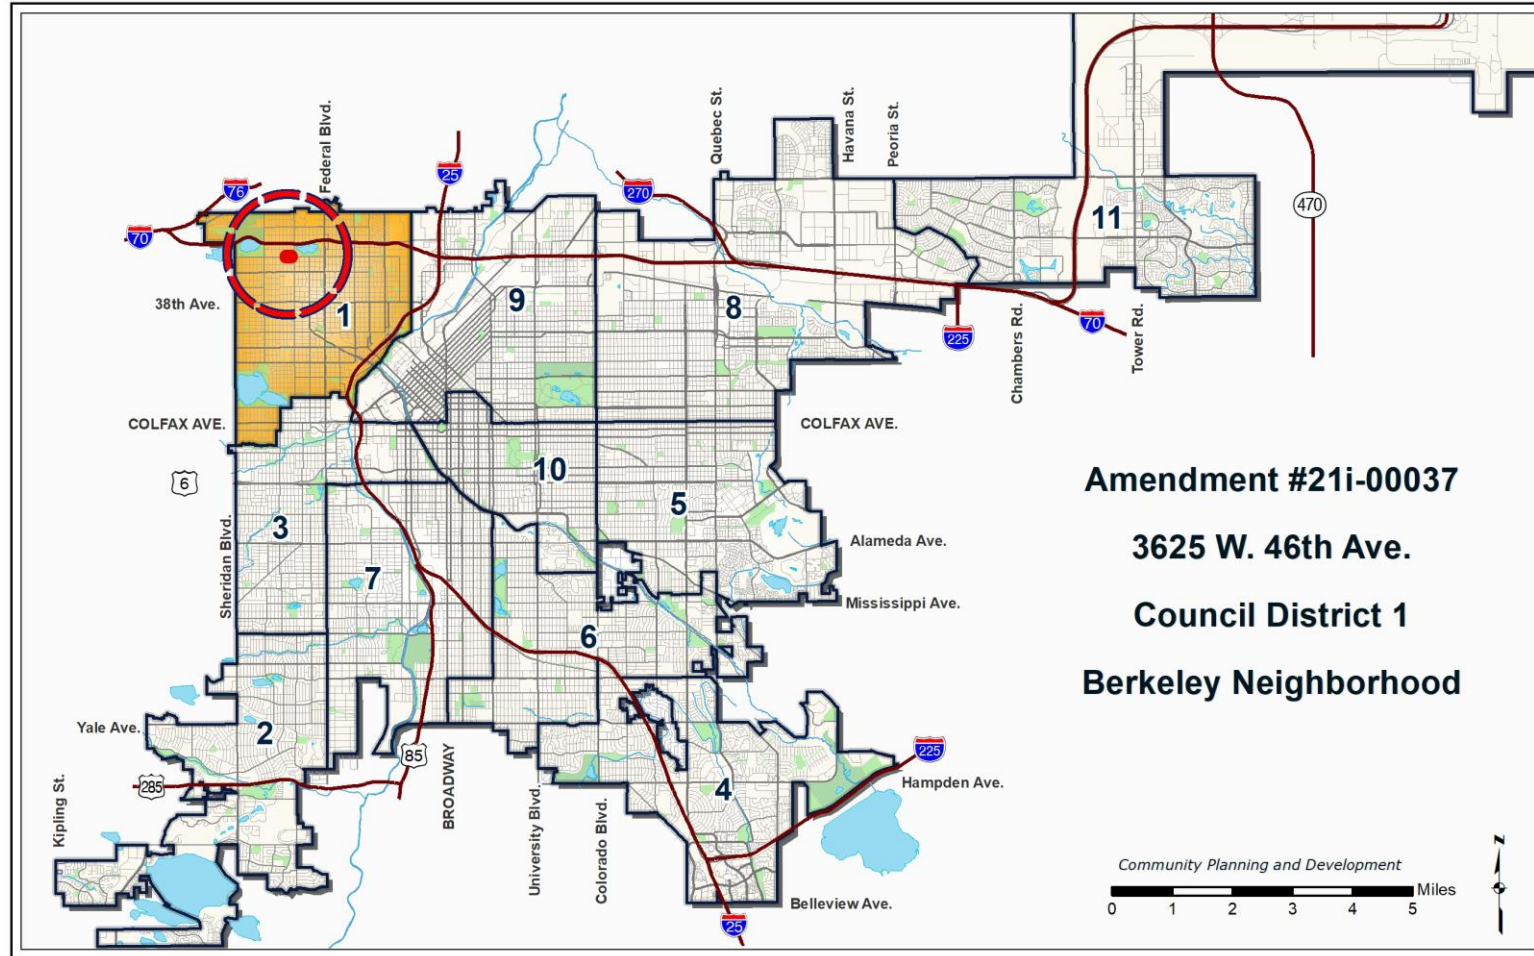 Quebec St.
Havana St.
Peoria St.
Federal Blvd.
25
76
270
70
470
11
38th Ave.
1
9
8
225
70
Chambers Rd.
Tower Rd.
COLFAX AVE.
COLFAX AVE.
6
10
5
3
Sheridan Blvd.
7
Alameda Ave.
Mississippi Ave.
6
Amendment #21i-00037
3625 W. 46th Ave.
Council District 1
Berkeley Neighborhood
Yale Ave.
2
85
BROADWAY
225
285
Hampden Ave.
4
Kipling St.
University Blvd.
Colorado Blvd.
Belleview Ave.
25
Community Planning and Development
Miles
0 1 2 3 4 5
z